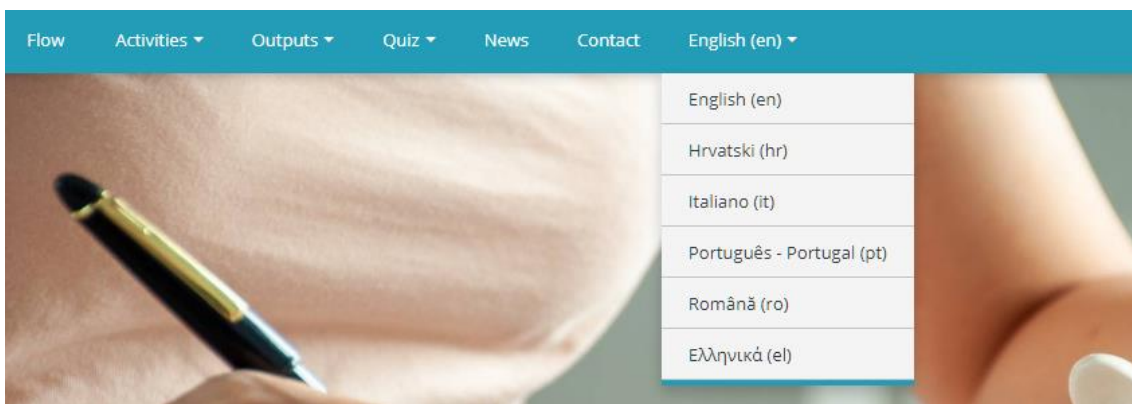 Flow Activities Outputs Quiz News Contact English (en)
English (en)
Hrvatski (hr)
Italiano (it)
Português - Portugal (pt)
Română (ro)
Ελληνικά (el)